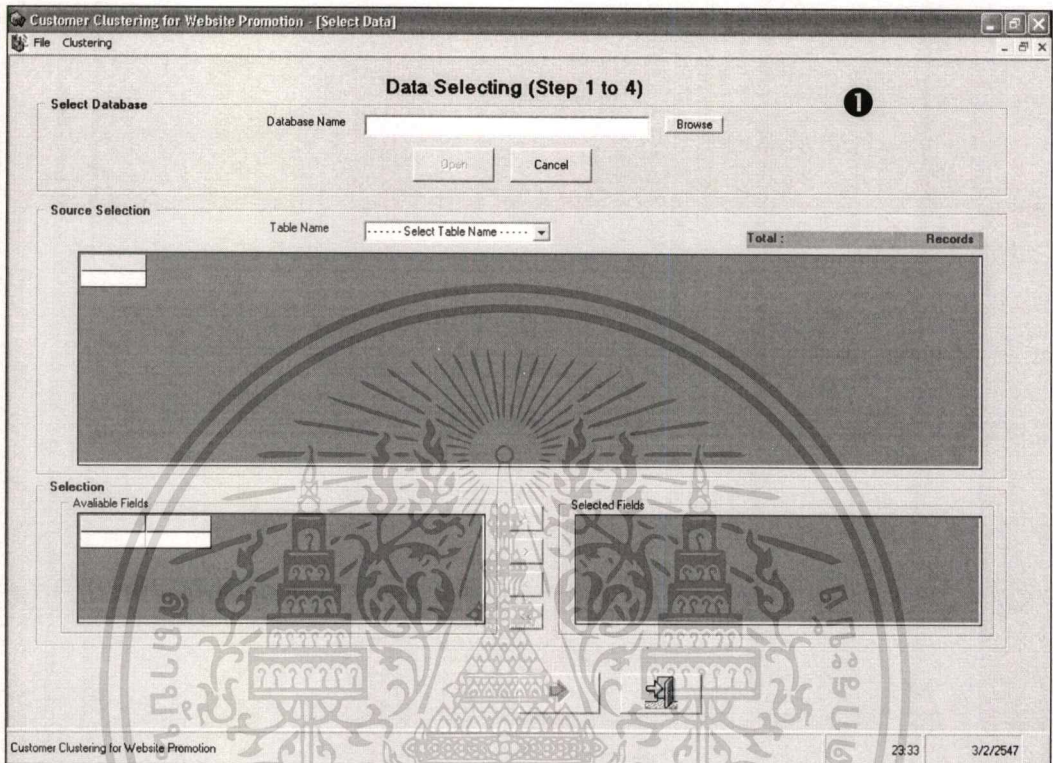 Customer Clustering for Website Promotion - [Select Data]
File Clustering
Data Selecting (Step 1 to 4)
❶
Select Database
Database Name
Browse
Open
Cancel
Source Selection
Table Name
- - - - - - Select Table Name - - - - -
Total :
Records
Selection
Avaliable Fields
Selected Fields
Customer Clustering for Website Promotion
23:33
3/2/2547